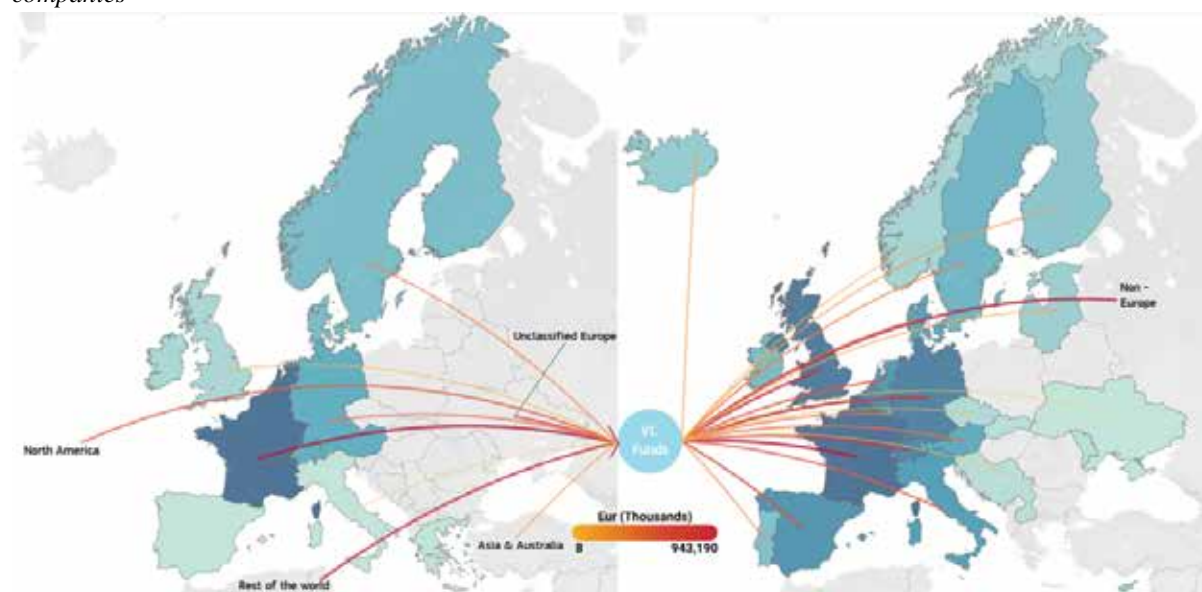 companies
Unclassified Europe
Non -
Europe
North America
VC
Funds
Eur (Thousands)
8
943,190
Asia & Australia
Rest of the world